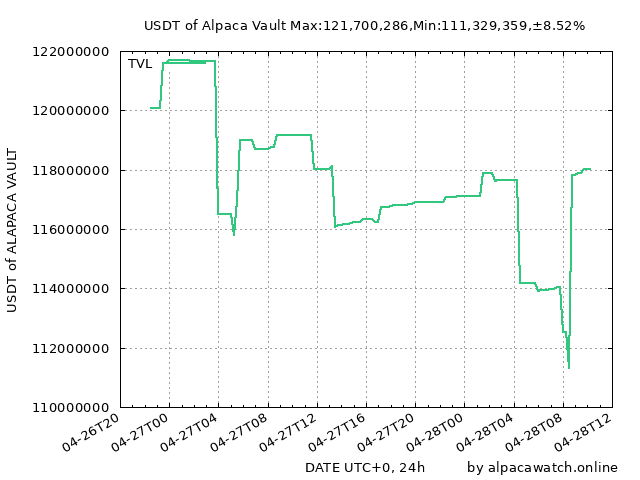 USDT of Alpaca Vault Max:121,700,286,Min:111,329,359,±8.52%
122000000
TVL
120000000
118000000
116000000
114000000
112000000
110000000
USDT of ALAPACA VAULT
04-26T20
04-27T00
04-27T04
04-27T08
04-27T12
04-27T16
04-27T20
04-28T00
04-28T04
04-28T08
04-28T12
DATE UTC+0, 24h
by alpacawatch.online